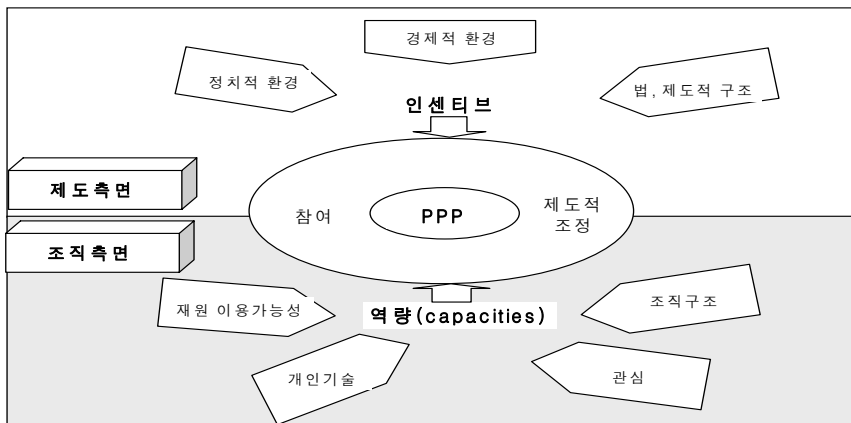 경제적 환경
정치적 환경
법, 제도적 구조
인센티브
제도측면
참여
PPP
제도적
조정
조직측면
재원 이용가능성
역량(capacities)
조직구조
개인기술
관심